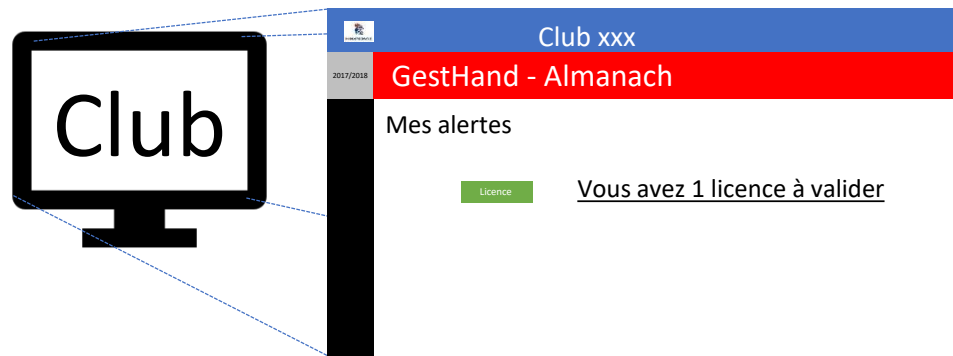 Club
Club xxx
2017/2018
GestHand - Almanach
Mes alertes
Licence
Vous avez 1 licence à valider